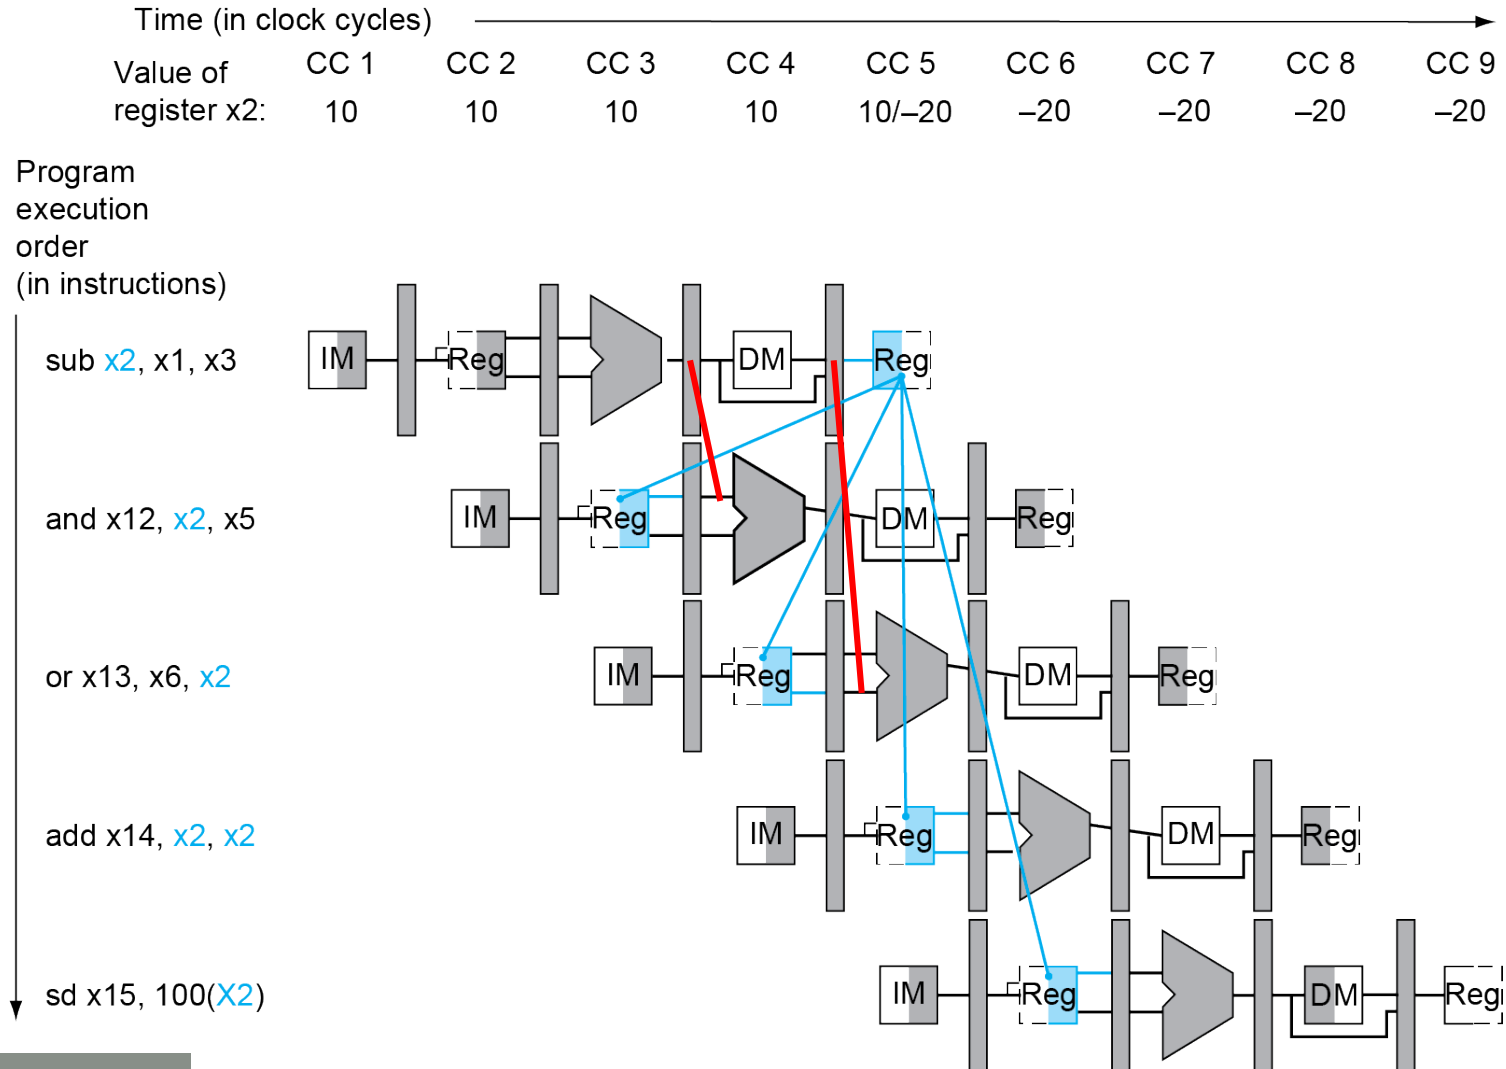 Time (in clock cycles)
Value of register x2:
CC 1 CC 2 CC 3 CC 4 CC 5 CC 6 CC 7 CC 8 CC 9
10 10 10 10 10/–20 –20 –20 –20 –20
Program
execution
order
(in instructions)
sub x2, x1, x3
IM Reg DM Reg
and x12, x2, x5
IM Reg DM Reg
or x13, x6, x2
IM Reg DM Reg
add x14, x2, x2
IM Reg DM Reg
sd x15, 100(X2)
IM Reg DM Reg